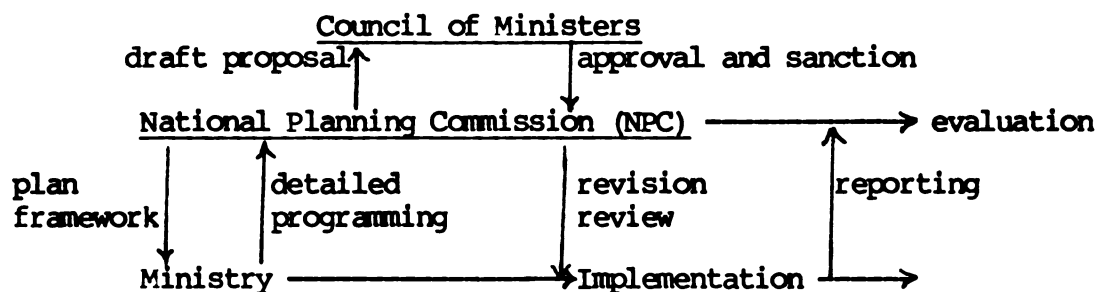 Council of Ministers
draft proposal approval and sanction
National Planning Commission (NPC) evaluation
plan detailed revision reporting
framework programming review
Ministry Implementation